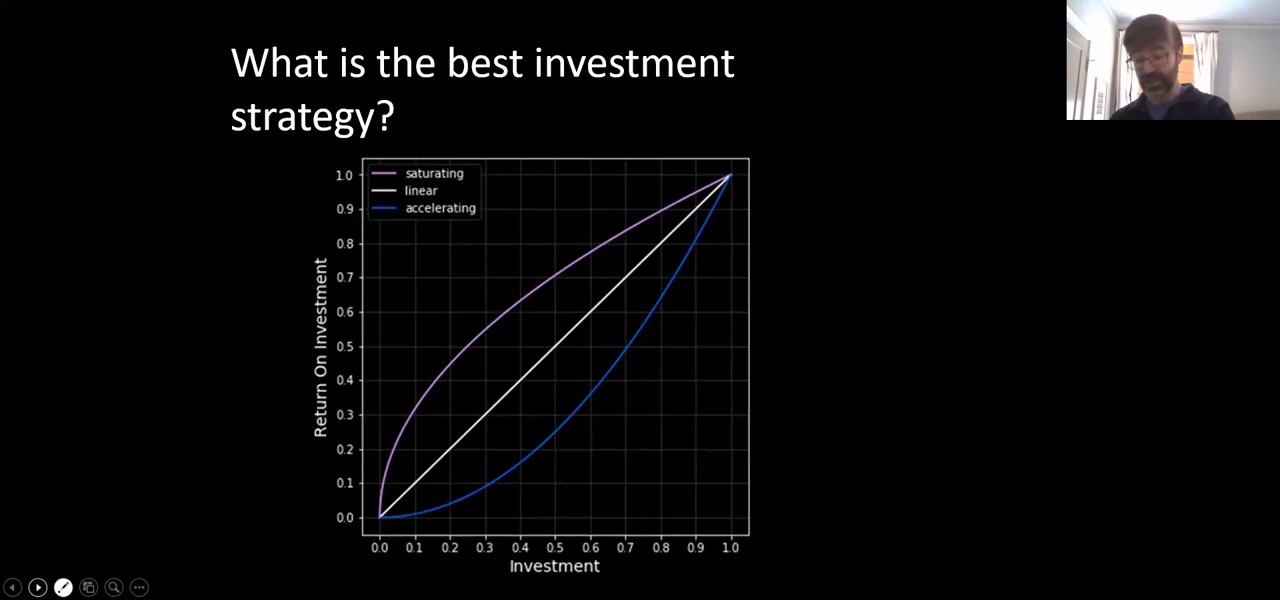 What is the best investment
strategy?
saturating
linear
accelerating
Return On Investment
1.0
0.9
0.8
0.7
0.6
0.5
0.4
0.3
0.2
0.1
0.0
0.0 0.1 0.2 0.3 0.4 0.5 0.6 0.7 0.8 0.9 1.0
Investment